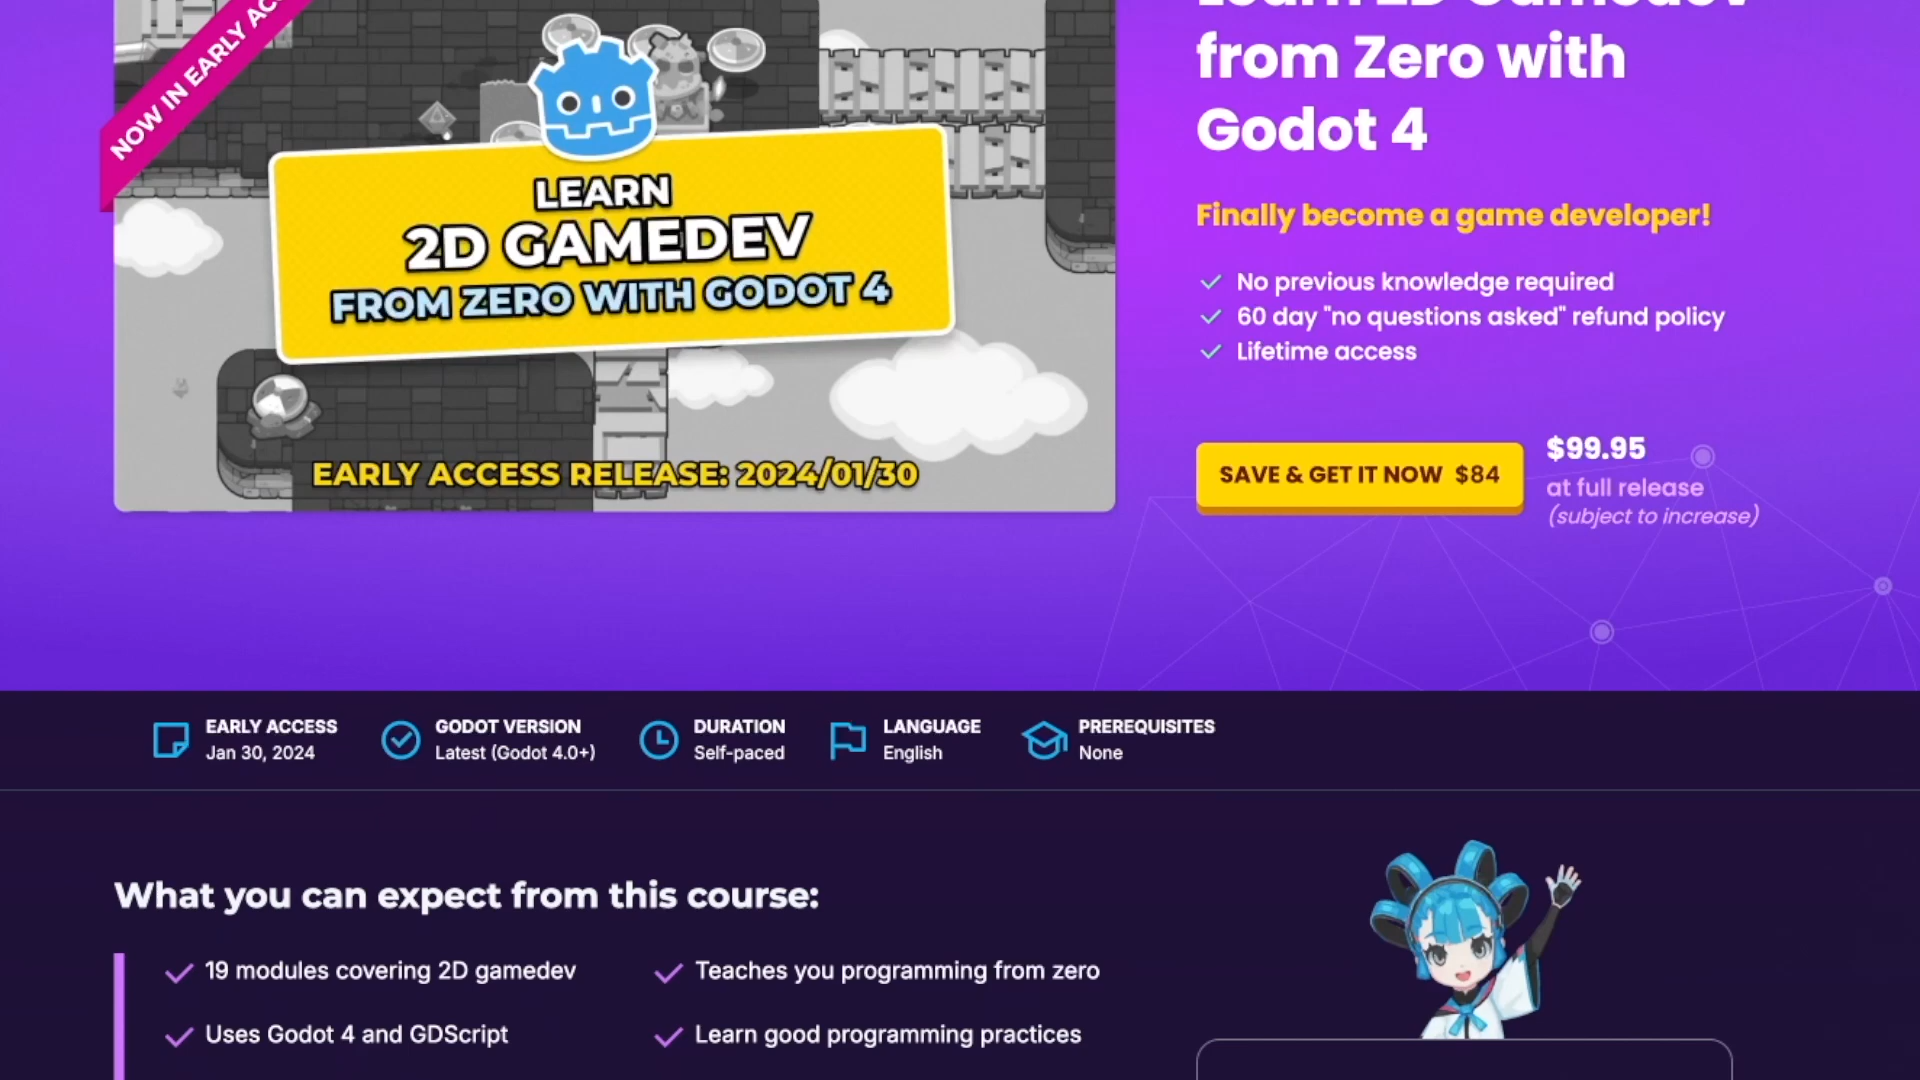 NOW IN EARLY
LEARN
2D GAMEDEV
FROM ZERO WITH GODOT 4
EARLY ACCESS RELEASE: 2024/01/30
Learn 2D Gamedev
from Zero with
Godot 4
Finally become a game developer!
No previous knowledge required
60 day "no questions asked" refund policy
Lifetime access
SAVE & GET IT NOW $84
$99.95
at full release
(subject to increase)
EARLY ACCESS
Jan 30, 2024
GODOT VERSION
Latest (Godot 4.0+)
DURATION
Self-paced
LANGUAGE
English
PREREQUISITES
None
What you can expect from this course:
19 modules covering 2D gamedev
Teaches you programming from zero
Uses Godot 4 and GDScript
Learn good programming practices